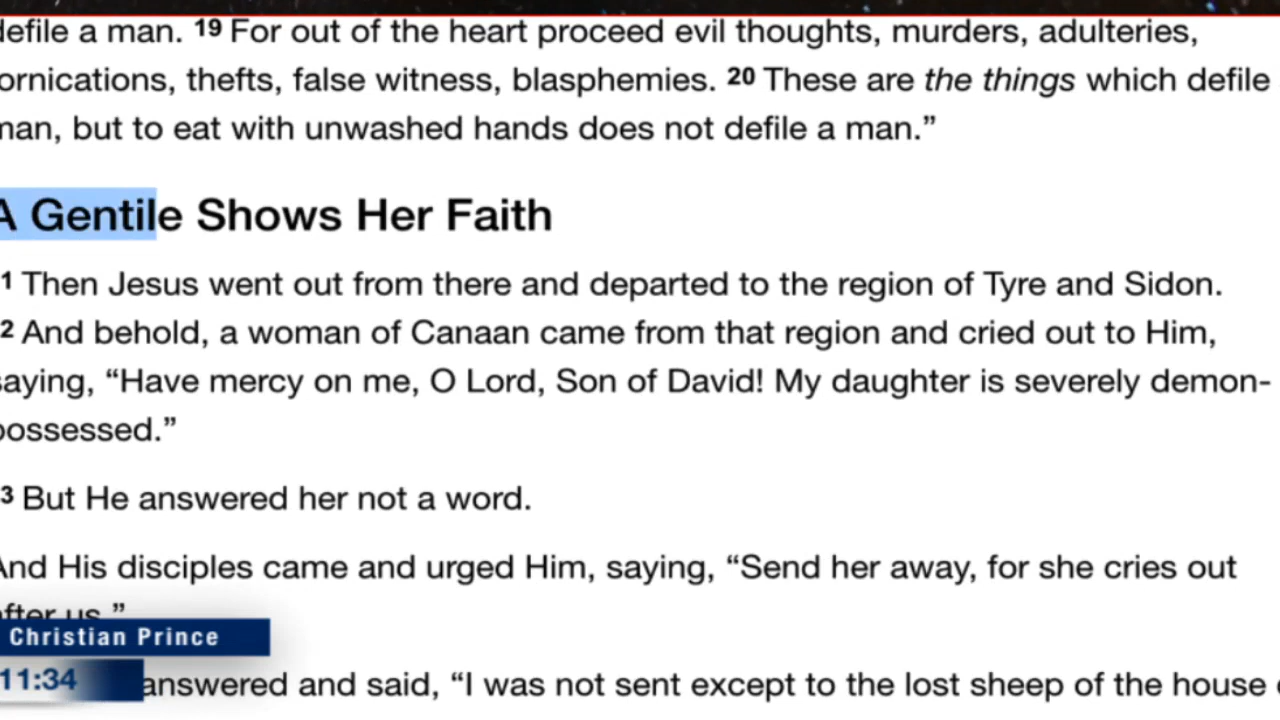 defile a man. 19 For out of the heart proceed evil thoughts, murders, adulteries,
fornications, thefts, false witness, blasphemies. 20 These are the things which defile
man, but to eat with unwashed hands does not defile a man.”
A Gentile Shows Her Faith
1 Then Jesus went out from there and departed to the region of Tyre and Sidon.
2 And behold, a woman of Canaan came from that region and cried out to Him,
saying, “Have mercy on me, O Lord, Son of David! My daughter is severely demon-
possessed.”
3 But He answered her not a word.
And His disciples came and urged Him, saying, “Send her away, for she cries out
after us.”
Christian Prince
11:34
answered and said, “I was not sent except to the lost sheep of the house